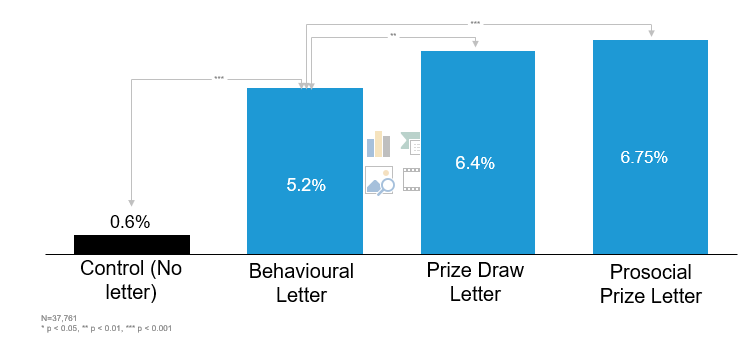 ***
**
***
0.6%
5.2%
6.4%
6.75%
Control (No
letter)
Behavioural
Letter
Prize Draw
Letter
Prosocial
Prize Letter
N=37,761
* p < 0.05, ** p < 0.01, *** p < 0.001